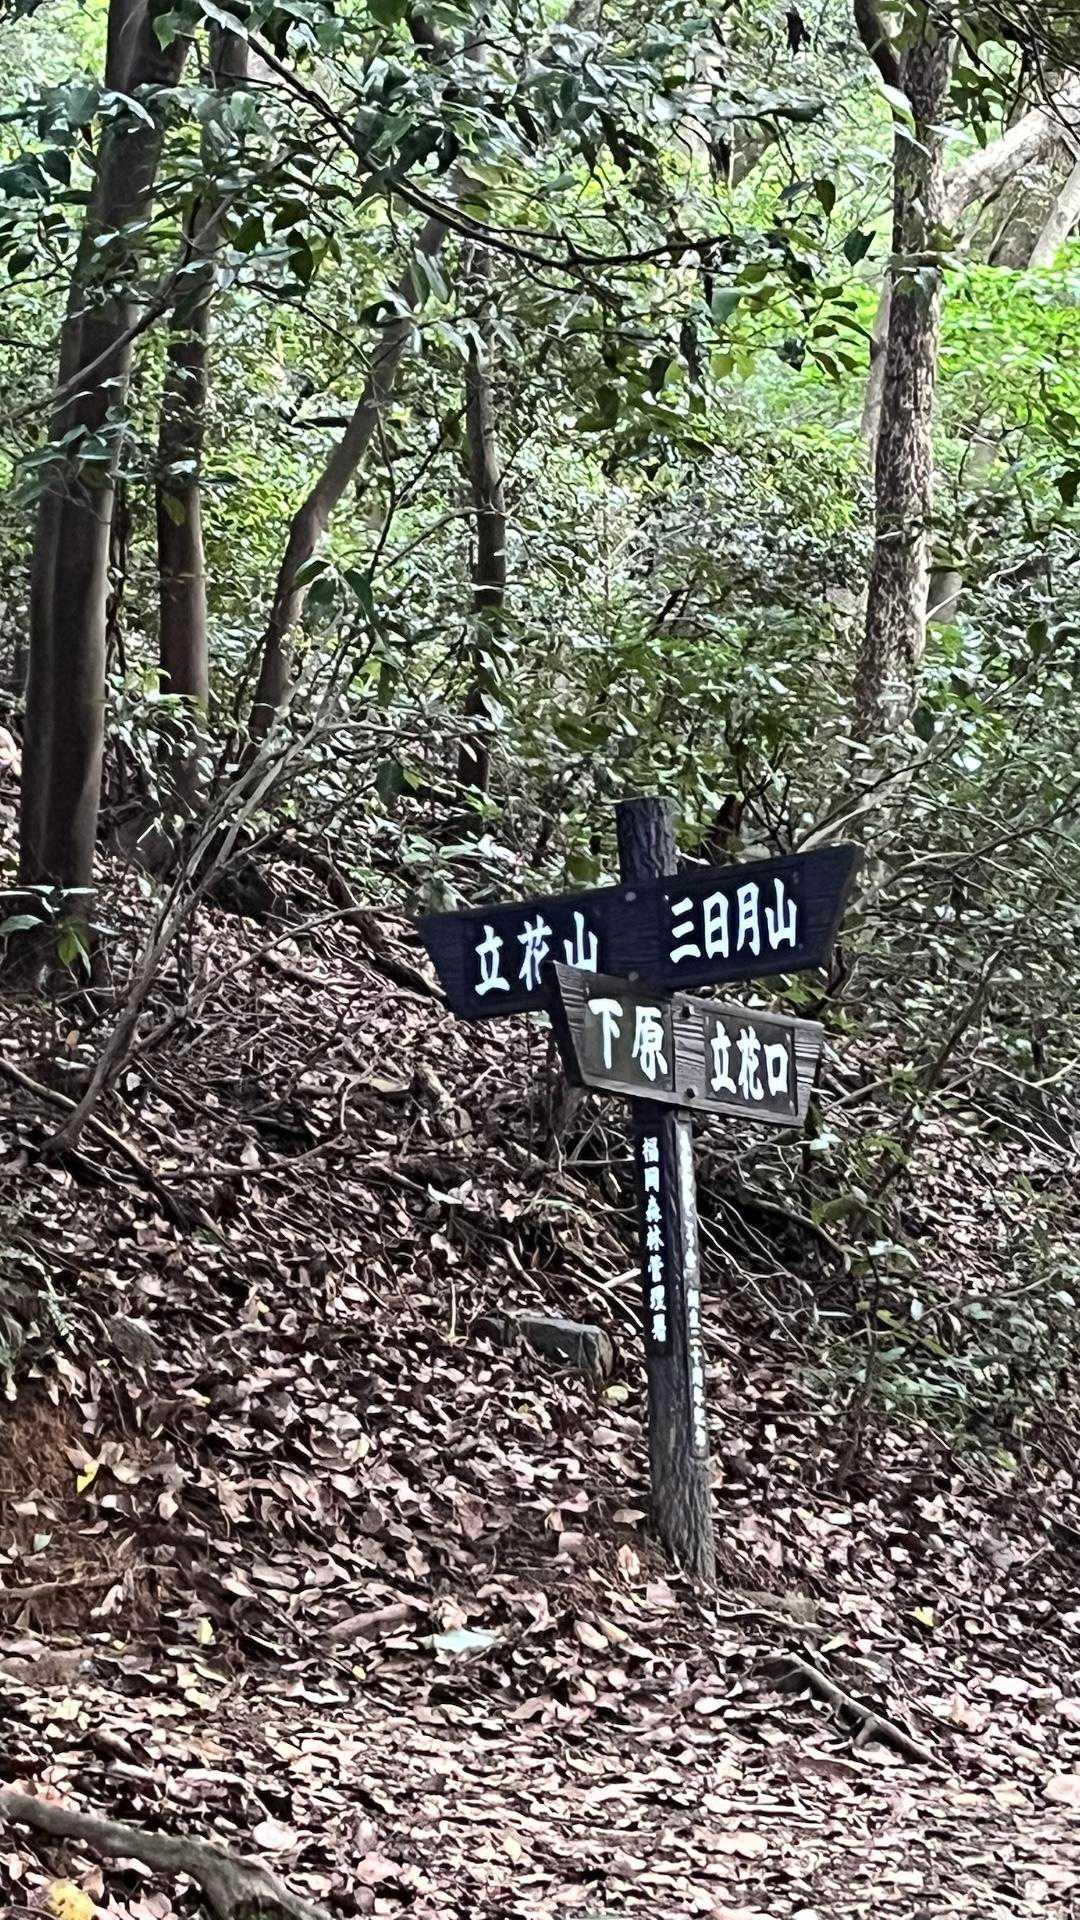 立花山
三日月山
下原
立花口
福岡森林管理署